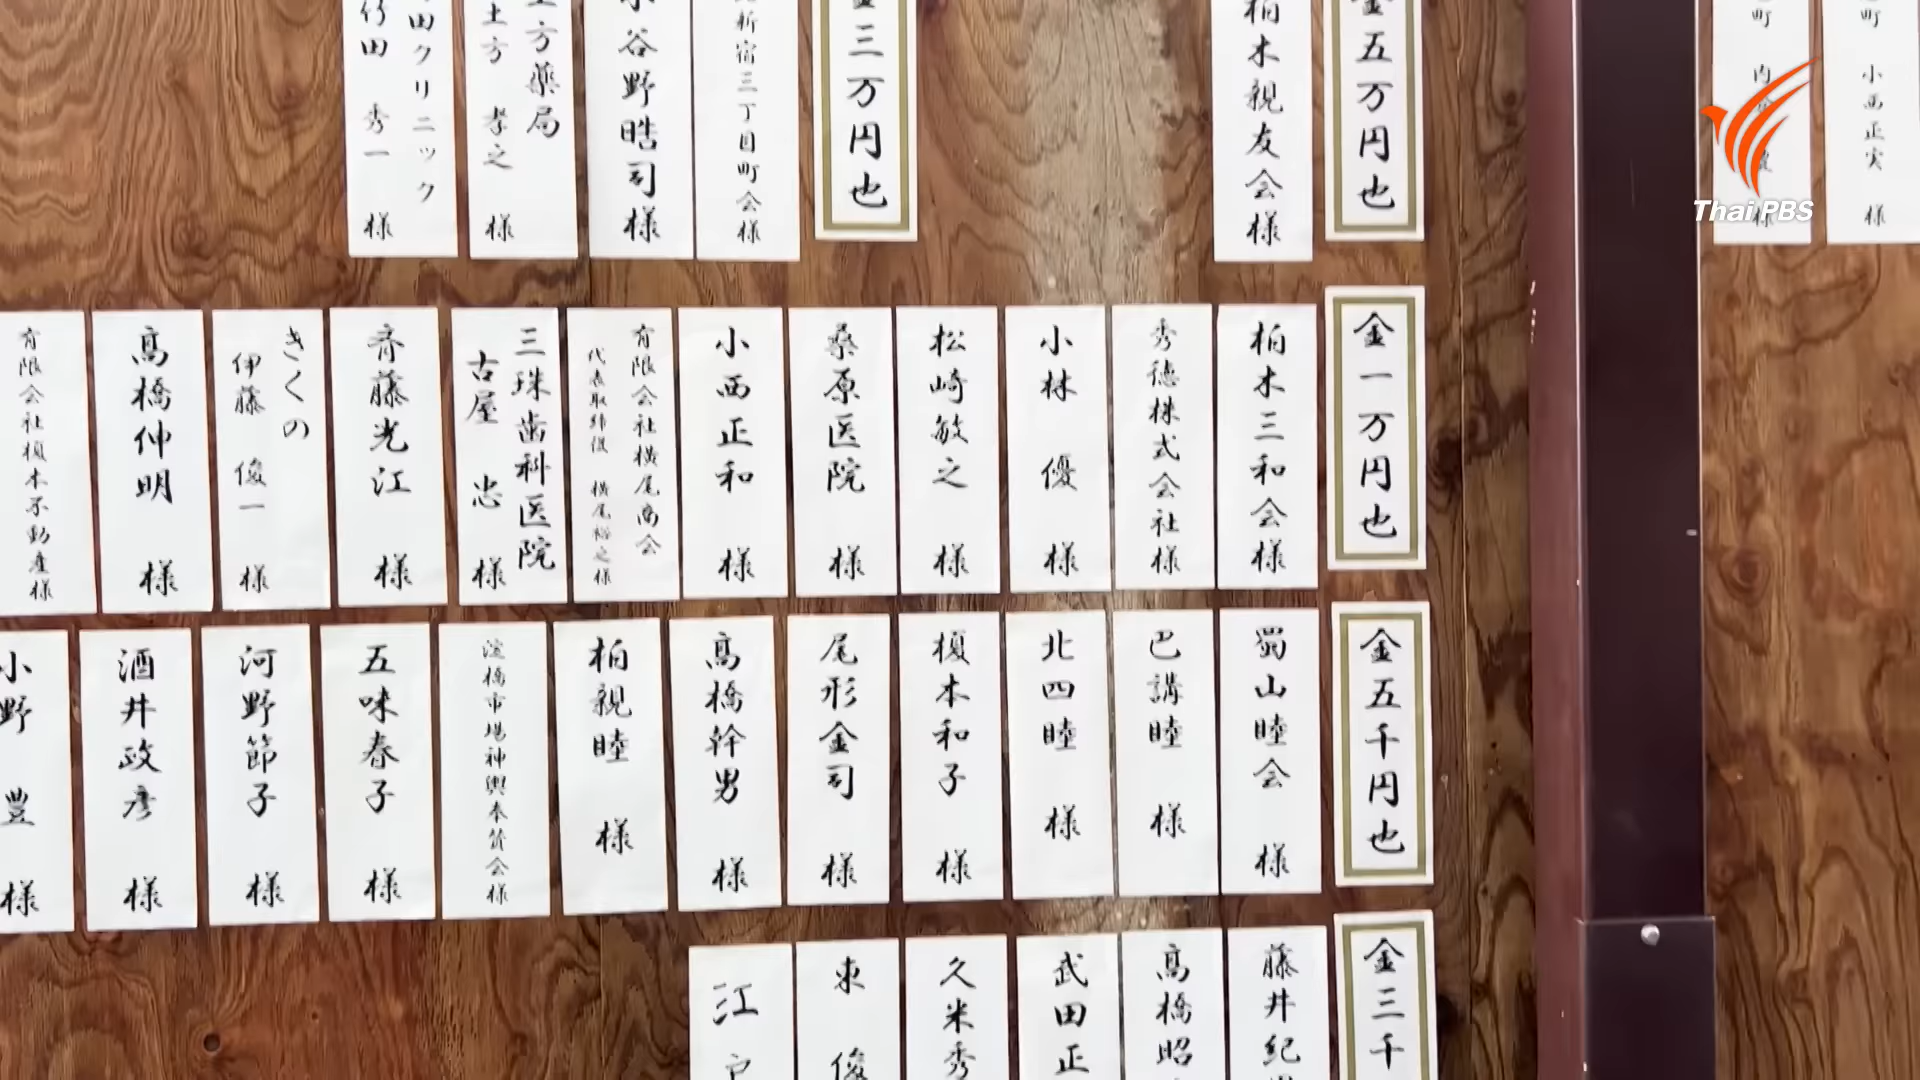 小西正実 様
金五万円也
柏木親友会様
金三万円也
新宿三丁目町会様
小谷野晧司様
土方薬局
土方 孝之 様
田クリニック
竹田 秀一 様
金一万円也
柏木三和会様
秀徳株式会社様
小林 優 様
松崎敏之 様
桑原医院 様
小西正和 様
有限会社横尾商会
代表取締役 横尾裕之様
三珠歯科医院
古屋 忠 様
斉藤光江 様
きくの
伊藤 俊一 様
髙橋仲明 様
有限会社榎本不動産様
金五千円也
蜀山睦会 様
巴講睦 様
北四睦 様
榎本和子 様
尾形金司 様
髙橋幹男 様
柏親睦 様
淀橋市場神輿奉賛会様
五味春子 様
河野節子 様
酒井政彦 様
小野 豊 様
金三千
藤井紀
髙橋昭
武田正
久米秀
東 俊
江戸
Thai PBS